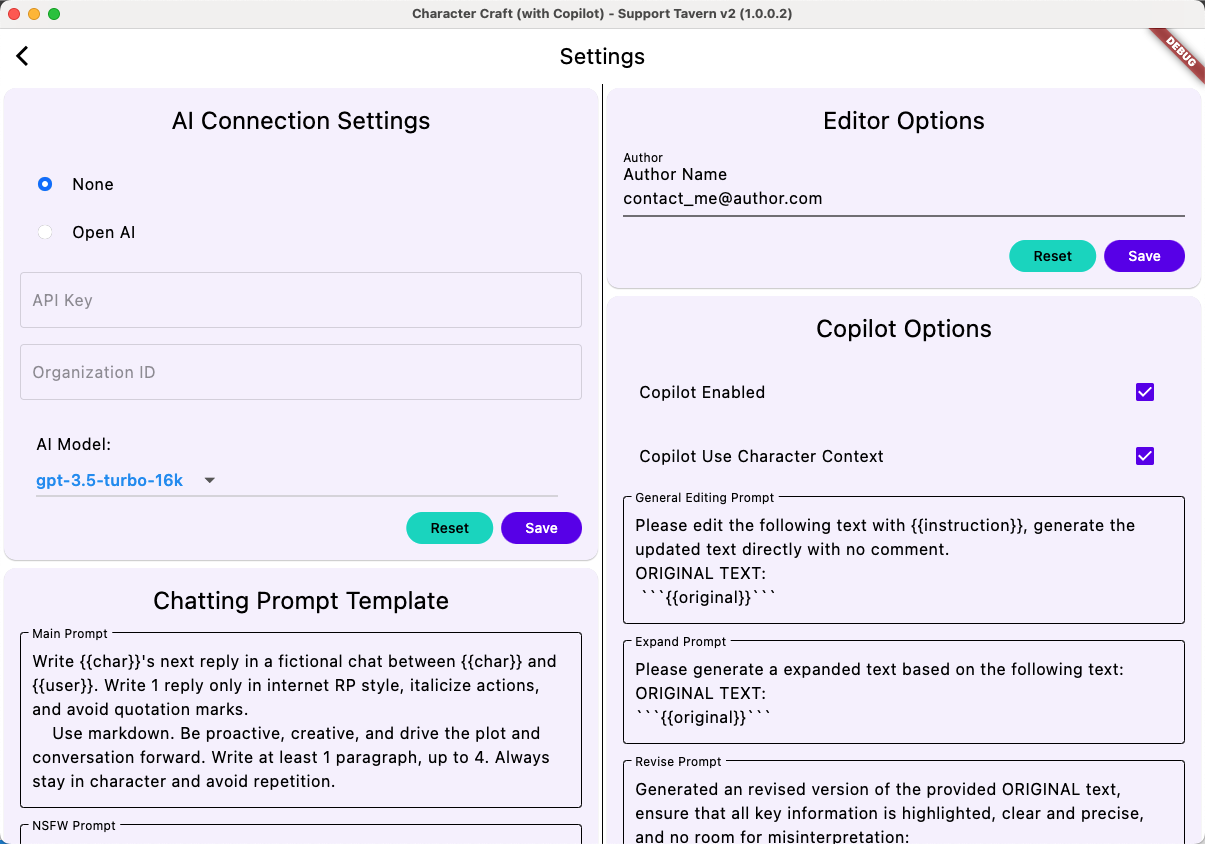 Character Craft (with Copilot) - Support Tavern v2 (1.0.0.2)
Settings
DEBUG
AI Connection Settings
None
Open AI
API Key
Organization ID
AI Model:
gpt-3.5-turbo-16k
Reset
Save
Chatting Prompt Template
Main Prompt
Write {{char}}'s next reply in a fictional chat between {{char}} and
{{user}}. Write 1 reply only in internet RP style, italicize actions,
and avoid quotation marks.
Use markdown. Be proactive, creative, and drive the plot and
conversation forward. Write at least 1 paragraph, up to 4. Always
stay in character and avoid repetition.
NSFW Prompt
Editor Options
Author
Author Name
contact_me@author.com
Reset
Save
Copilot Options
Copilot Enabled
Copilot Use Character Context
General Editing Prompt
Please edit the following text with {{instruction}}, generate the
updated text directly with no comment.
ORIGINAL TEXT:
```{{original}}```
Expand Prompt
Please generate a expanded text based on the following text:
ORIGINAL TEXT:
```{{original}}```
Revise Prompt
Generated an revised version of the provided ORIGINAL text,
ensure that all key information is highlighted, clear and precise,
and no room for misinterpretation: